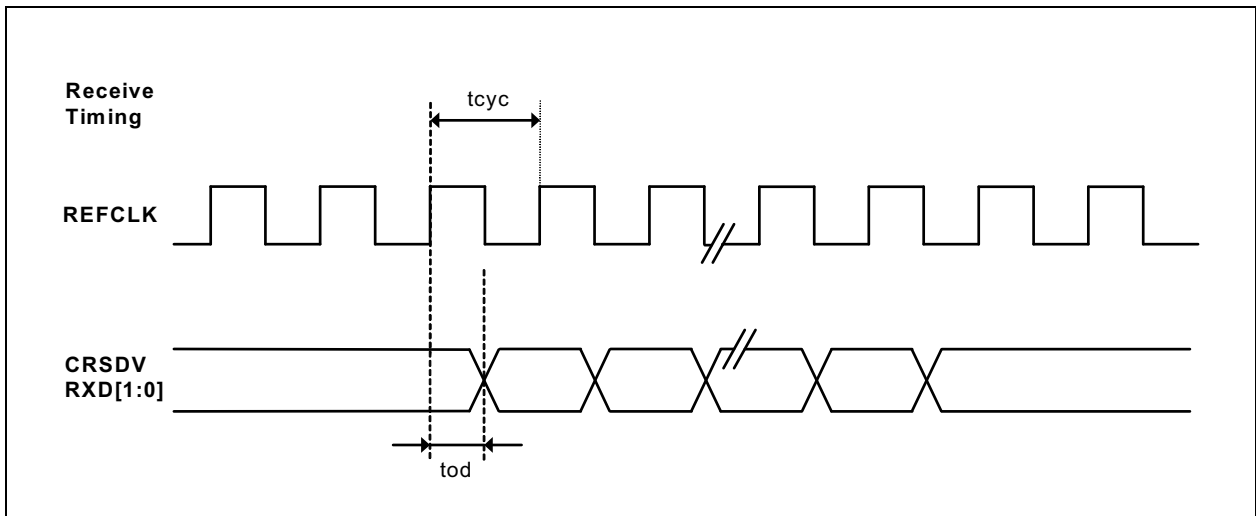 Receive
Timing
tcyc
REFCLK
CRSDV
RXD[1:0]
tod